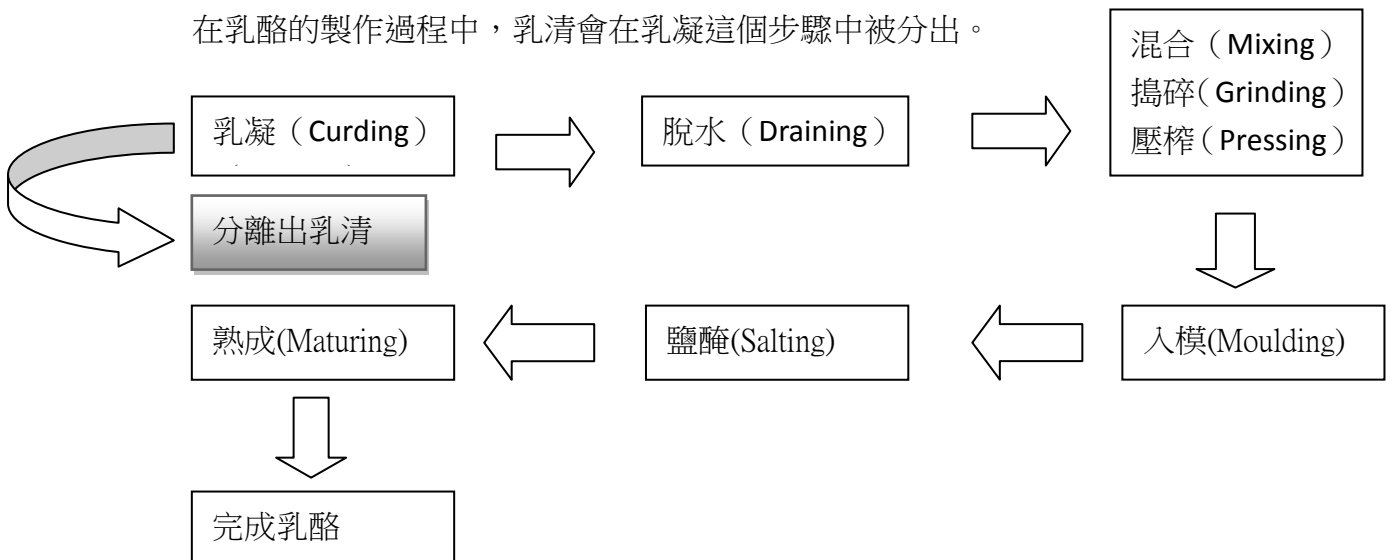 在乳酪的製作過程中，乳清會在乳凝這個步驟中被分出。
乳凝（Curding）
分離出乳清
脫水（Draining）
混合（Mixing）
搗碎（Grinding）
壓榨（Pressing）
入模(Moulding)
鹽醃(Salting)
熟成(Maturing)
完成乳酪